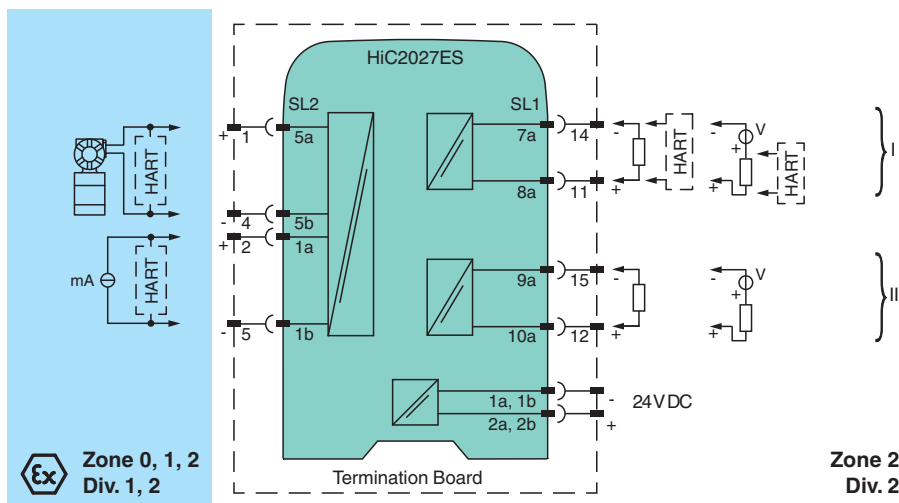 HiC2027ES
SL2
SL1
+ 1 5a
7a 14 -
- V
+
I
HART
HART
HART
8a 11 +
+
- 4 5b
+ 2 1a
mA
HART
9a 15 -
- V
+
II
- 5 1b
10a 12 +
+
1a, 1b -
24 V DC
2a, 2b +
Ex
Zone 0, 1, 2
Div. 1, 2
Termination Board
Zone 2
Div. 2